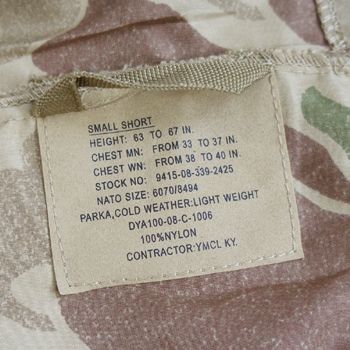 SMALL SHORT
HEIGHT: 63 TO 67 IN.
CHEST MN: FROM 33 TO 37 IN.
CHEST WN: FROM 38 TO 40 IN.
STOCK NO: 9415-08-339-2425
NATO SIZE: 6070/8494
PARKA,COLD WEATHER:LIGHT WEIGHT
DYA100-08-C-1006
100%NYLON
CONTRACTOR:YMCL KY.